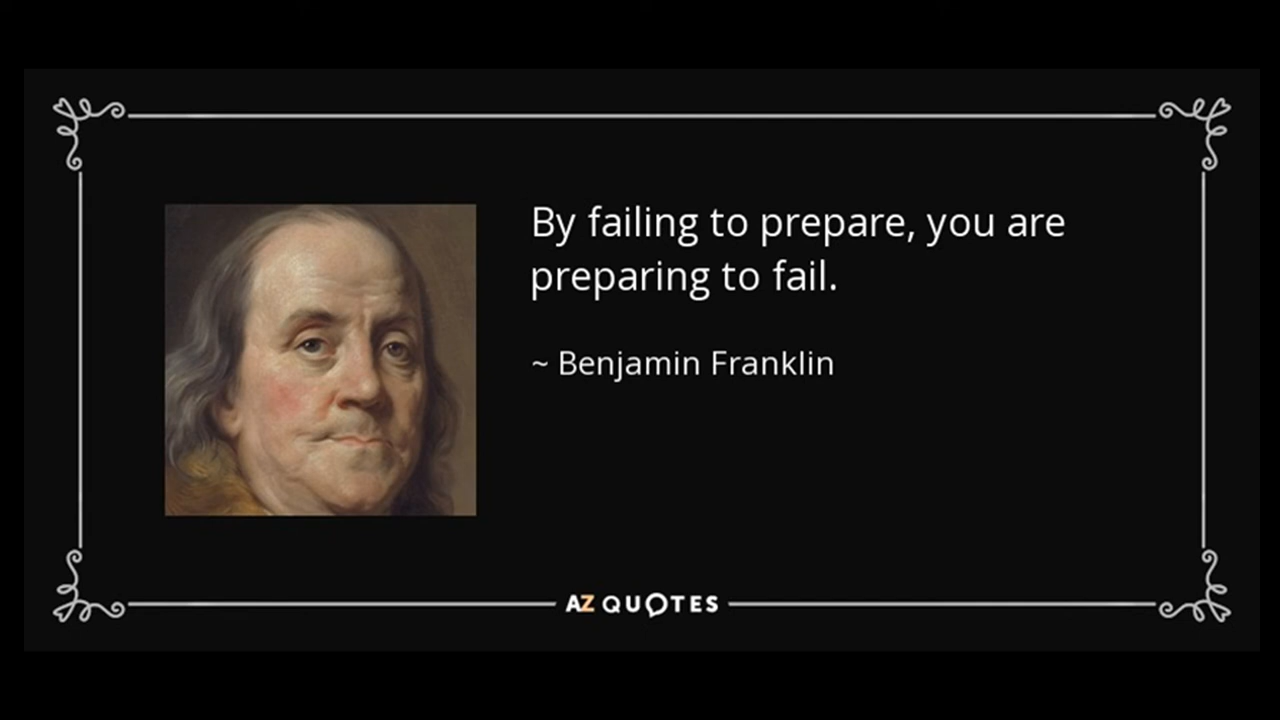 By failing to prepare, you are
preparing to fail.
~ Benjamin Franklin
AZ QUOTES